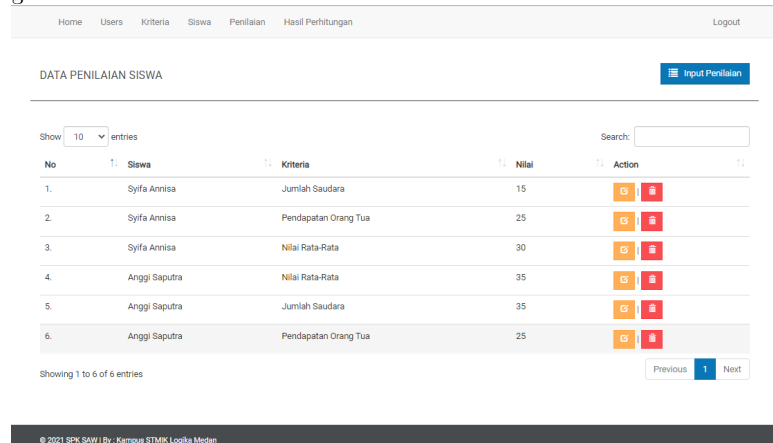 Home Users Kriteria Siswa Penilaian Hasil Perhitungan Logout
DATA PENILAIAN SISWA Input Penilaian
Show 10 entries Search:
No Siswa Kriteria Nilai Action
1. Syifa Annisa Jumlah Saudara 15 |
2. Syifa Annisa Pendapatan Orang Tua 25 |
3. Syifa Annisa Nilai Rata-Rata 30 |
4. Anggi Saputra Nilai Rata-Rata 35 |
5. Anggi Saputra Jumlah Saudara 35 |
6. Anggi Saputra Pendapatan Orang Tua 25 |
Showing 1 to 6 of 6 entries Previous 1 Next
© 2021 SPK SAW | By : Kampus STMIK Logika Medan